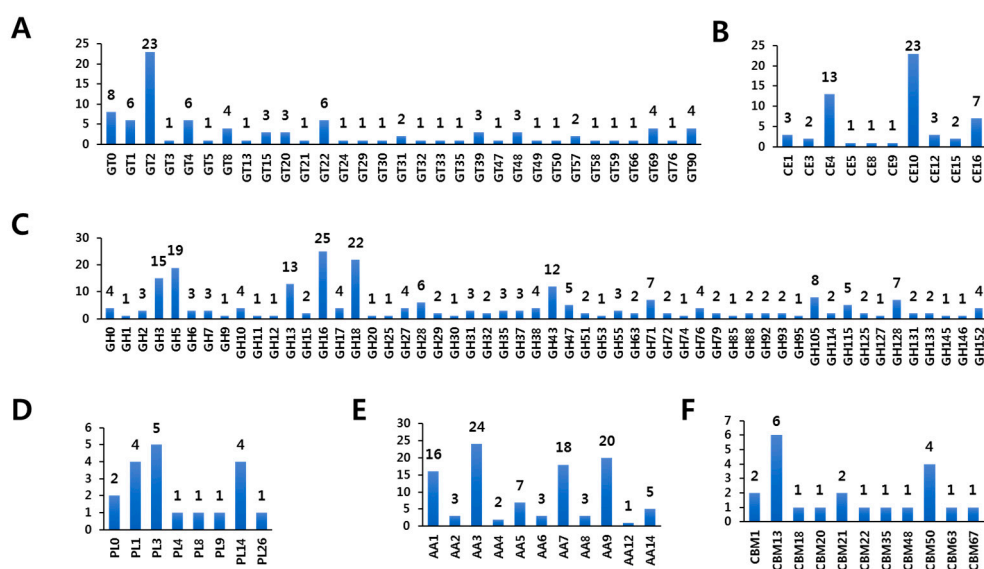 A
25
20
15
10
5
0
8 6 23 1 6 1 4 1 3 3 1 6 1 1 1 2 1 1 1 3 1 3 1 1 2 1 1 1 4 1 4
GT0 GT1 GT2 GT3 GT4 GT5 GT8 GT13 GT15 GT20 GT21 GT22 GT24 GT29 GT30 GT31 GT32 GT33 GT35 GT39 GT47 GT48 GT49 GT50 GT57 GT58 GT59 GT66 GT69 GT76 GT90
B
25
20
15
10
5
0
3 2 13 1 1 1 23 3 2 7
CE1 CE3 CE4 CE5 CE8 CE9 CE10 CE12 CE15 CE16
C
30
20
10
0
4 1 3 15 19 3 3 1 4 1 1 13 2 25 4 22 1 1 4 6 2 1 3 2 3 3 4 12 5 2 1 3 2 7 2 1 4 2 1 2 2 2 1 8 2 5 2 1 7 2 2 1 1 4
GH0 GH1 GH2 GH3 GH5 GH6 GH7 GH9 GH10 GH11 GH12 GH13 GH15 GH16 GH17 GH18 GH20 GH25 GH27 GH28 GH29 GH30 GH31 GH32 GH35 GH37 GH38 GH43 GH47 GH51 GH53 GH55 GH63 GH71 GH72 GH74 GH76 GH79 GH85 GH88 GH92 GH93 GH95 GH105 GH114 GH115 GH125 GH127 GH128 GH131 GH133 GH145 GH146 GH152
D
6
5
4
3
2
1
0
2 4 5 1 1 1 4 1
PL0 PL1 PL3 PL4 PL8 PL9 PL14 PL26
E
30
25
20
15
10
5
0
16 3 24 2 7 3 18 3 20 1 5
AA1 AA2 AA3 AA4 AA5 AA6 AA7 AA8 AA9 AA12 AA14
F
7
6
5
4
3
2
1
0
2 6 1 1 2 1 1 1 4 1 1
CBM1 CBM13 CBM18 CBM20 CBM21 CBM22 CBM35 CBM48 CBM50 CBM63 CBM67